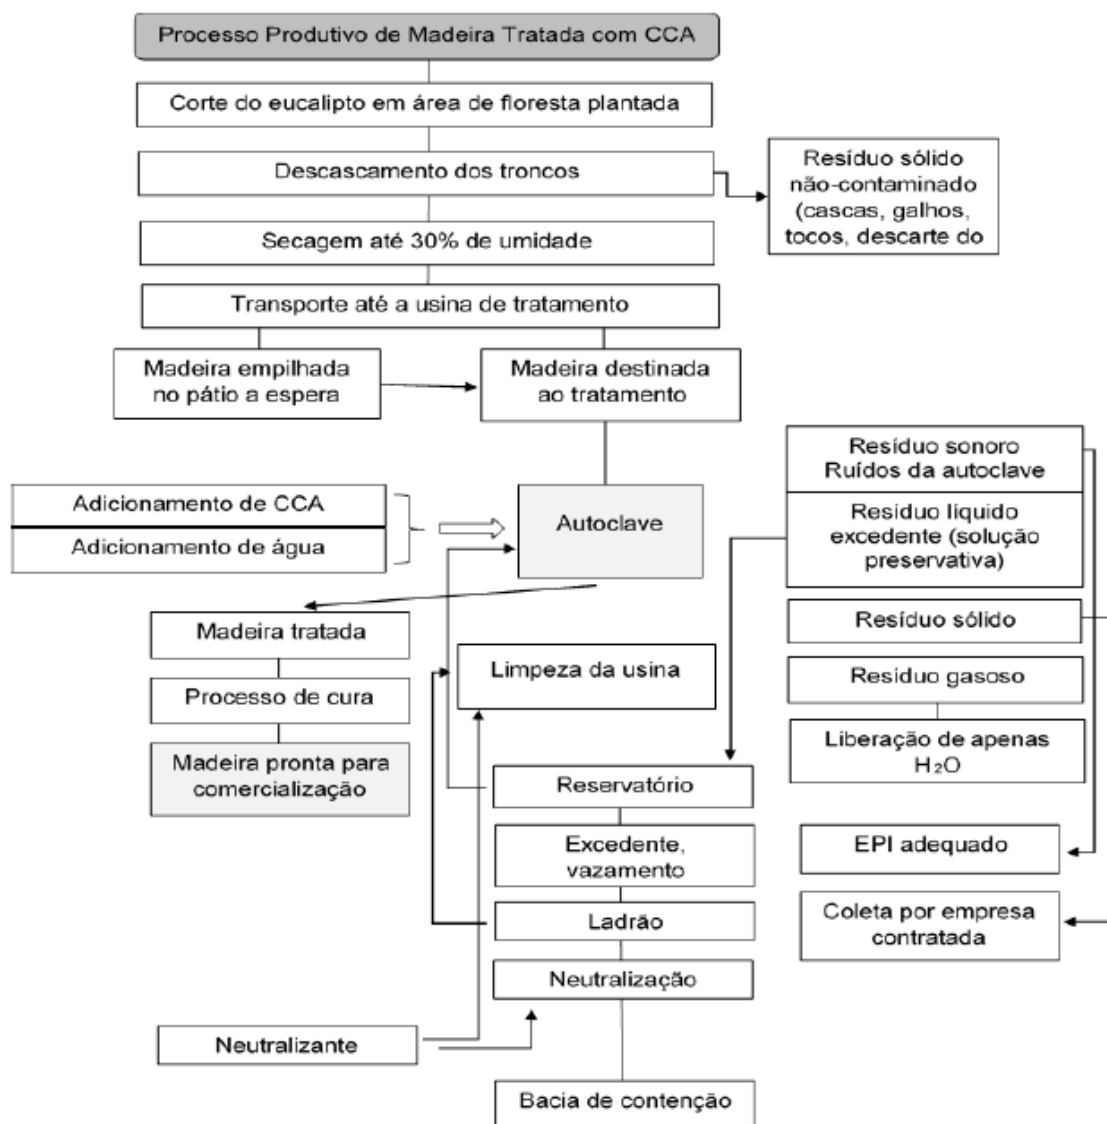 Processo Produtivo de Madeira Tratada com CCA
Corte do eucalipto em área de floresta plantada
Descascamento dos troncos
Resíduo sólido
não-contaminado
(cascas, galhos,
tocos, descarte do
Secagem até 30% de umidade
Transporte até a usina de tratamento
Madeira empilhada
no pátio a espera
Madeira destinada
ao tratamento
Resíduo sonoro
Ruídos da autoclave
Resíduo líquido
excedente (solução
preservativa)
Adicionamento de CCA
Adicionamento de água
Autoclave
Madeira tratada
Resíduo sólido
Limpeza da usina
Processo de cura
Resíduo gasoso
Madeira pronta para
comercialização
Liberação de apenas
H₂O
Reservatório
Excedente,
vazamento
EPI adequado
Ladrão
Coleta por empresa
contratada
Neutralização
Neutralizante
Bacia de contenção